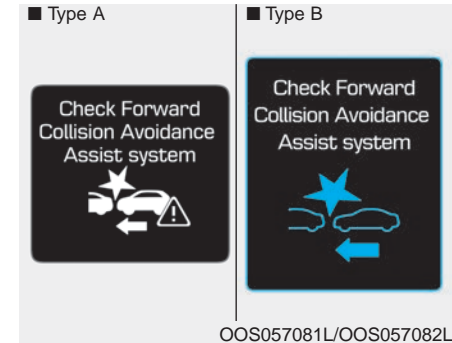 ■ Type A
■ Type B
Check Forward
Collision Avoidance
Assist system
Check Forward
Collision Avoidance
Assist system
OOS057081L/OOS057082L